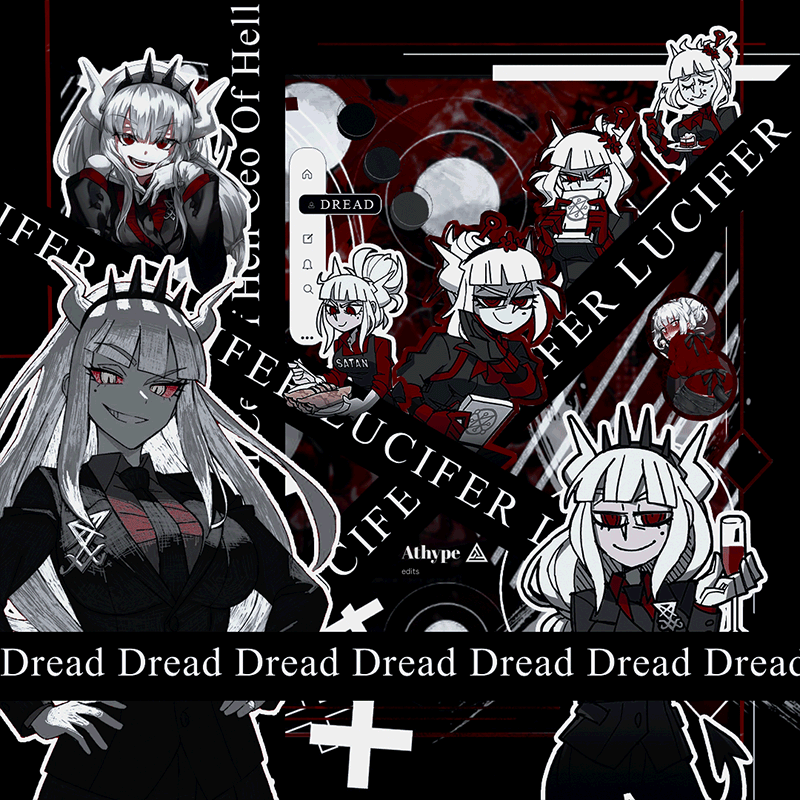 Ceo Of Hell
Hell
DREAD
LUCIFER
FER LUCIFER
IFER
SATAN
FER LUCIFER L
CIFE
Athype
edits
Dread Dread Dread Dread Dread Dread Dread